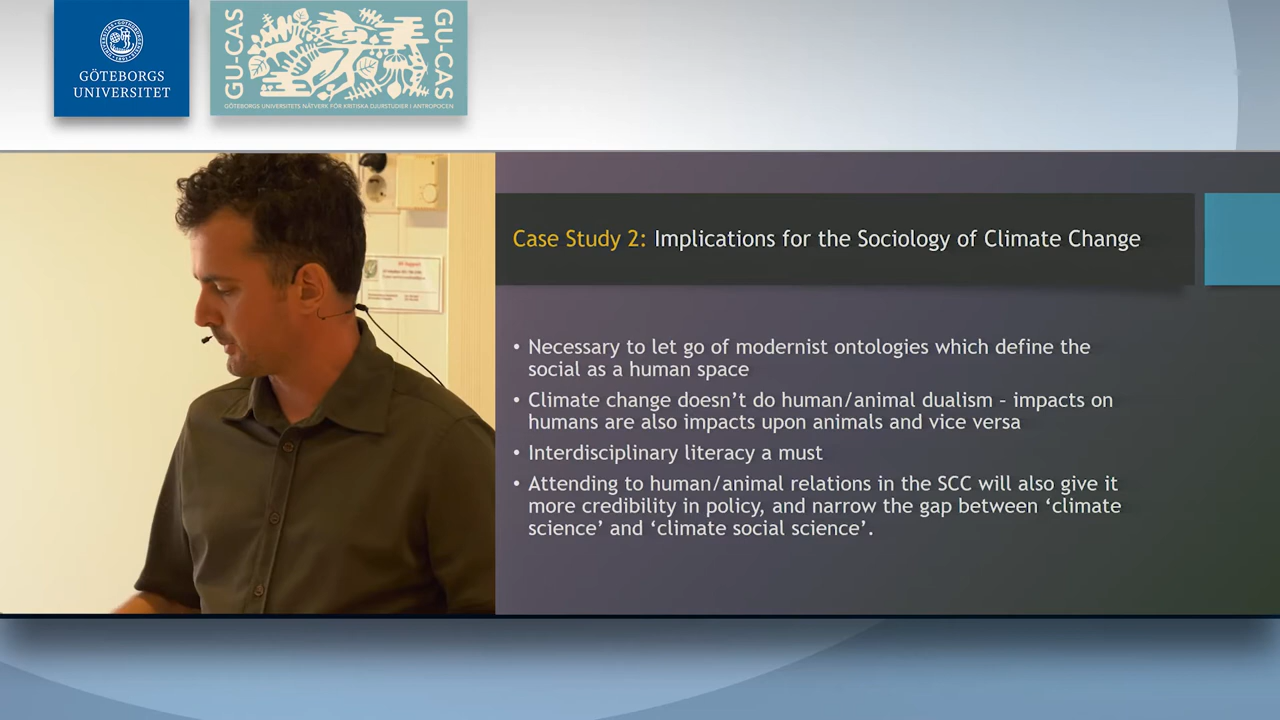 GÖTEBORGS
UNIVERSITET
GU-CAS
GU-CAS
GÖTEBORGS UNIVERSITETS NÄTVERK FÖR KRITISKA DJURSTUDIER I ANTROPOCEN
Case Study 2: Implications for the Sociology of Climate Change
• Necessary to let go of modernist ontologies which define the
social as a human space
• Climate change doesn’t do human/animal dualism – impacts on
humans are also impacts upon animals and vice versa
• Interdisciplinary literacy a must
• Attending to human/animal relations in the SCC will also give it
more credibility in policy, and narrow the gap between ‘climate
science’ and ‘climate social science’.